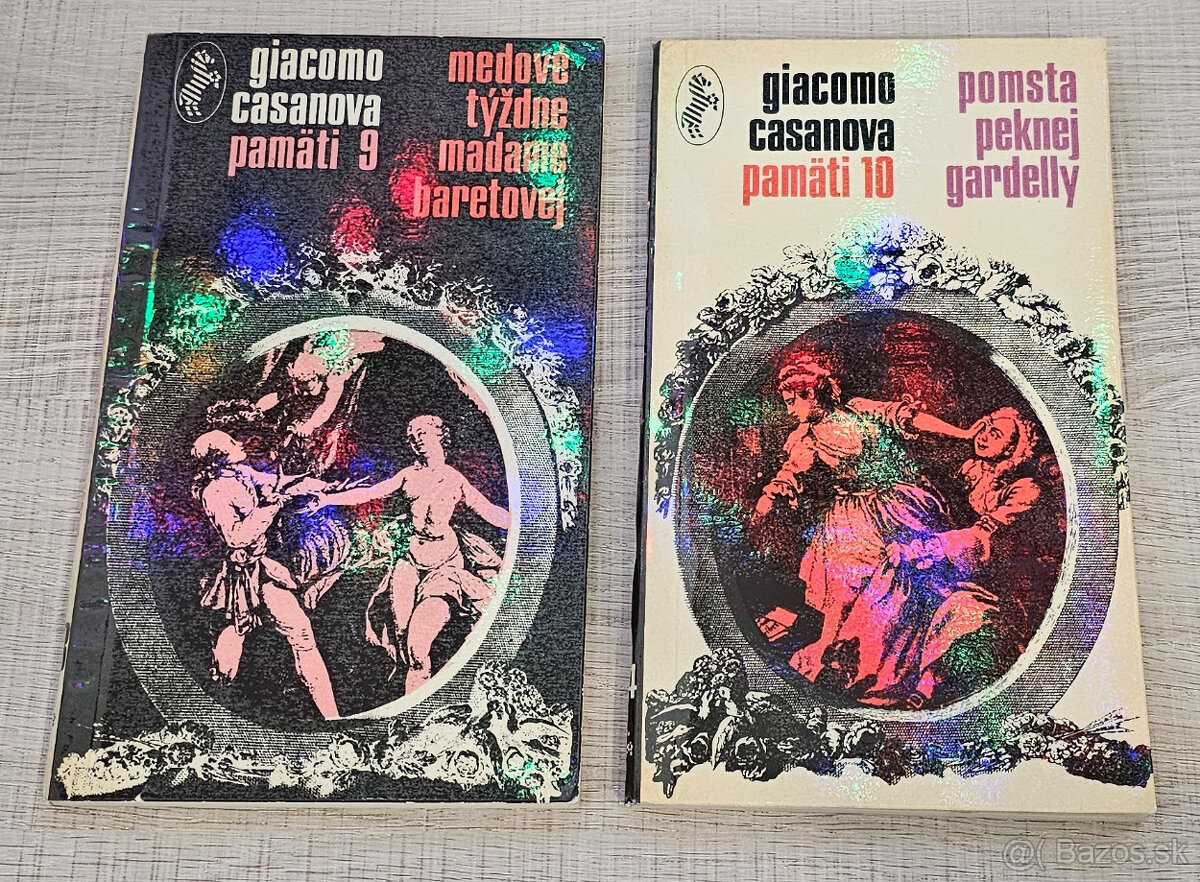 giacomo
casanova
pamäti 9
medové
týždne
madame
baretovej
giacomo
casanova
pamäti 10
pomsta
peknej
gardelly
@( Bazos.sk